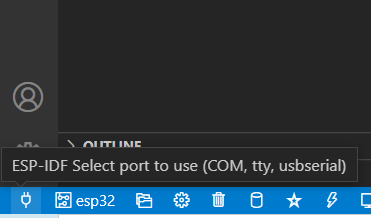 OUTLINE
ESP-IDF Select port to use (COM, tty, usbserial)
esp32